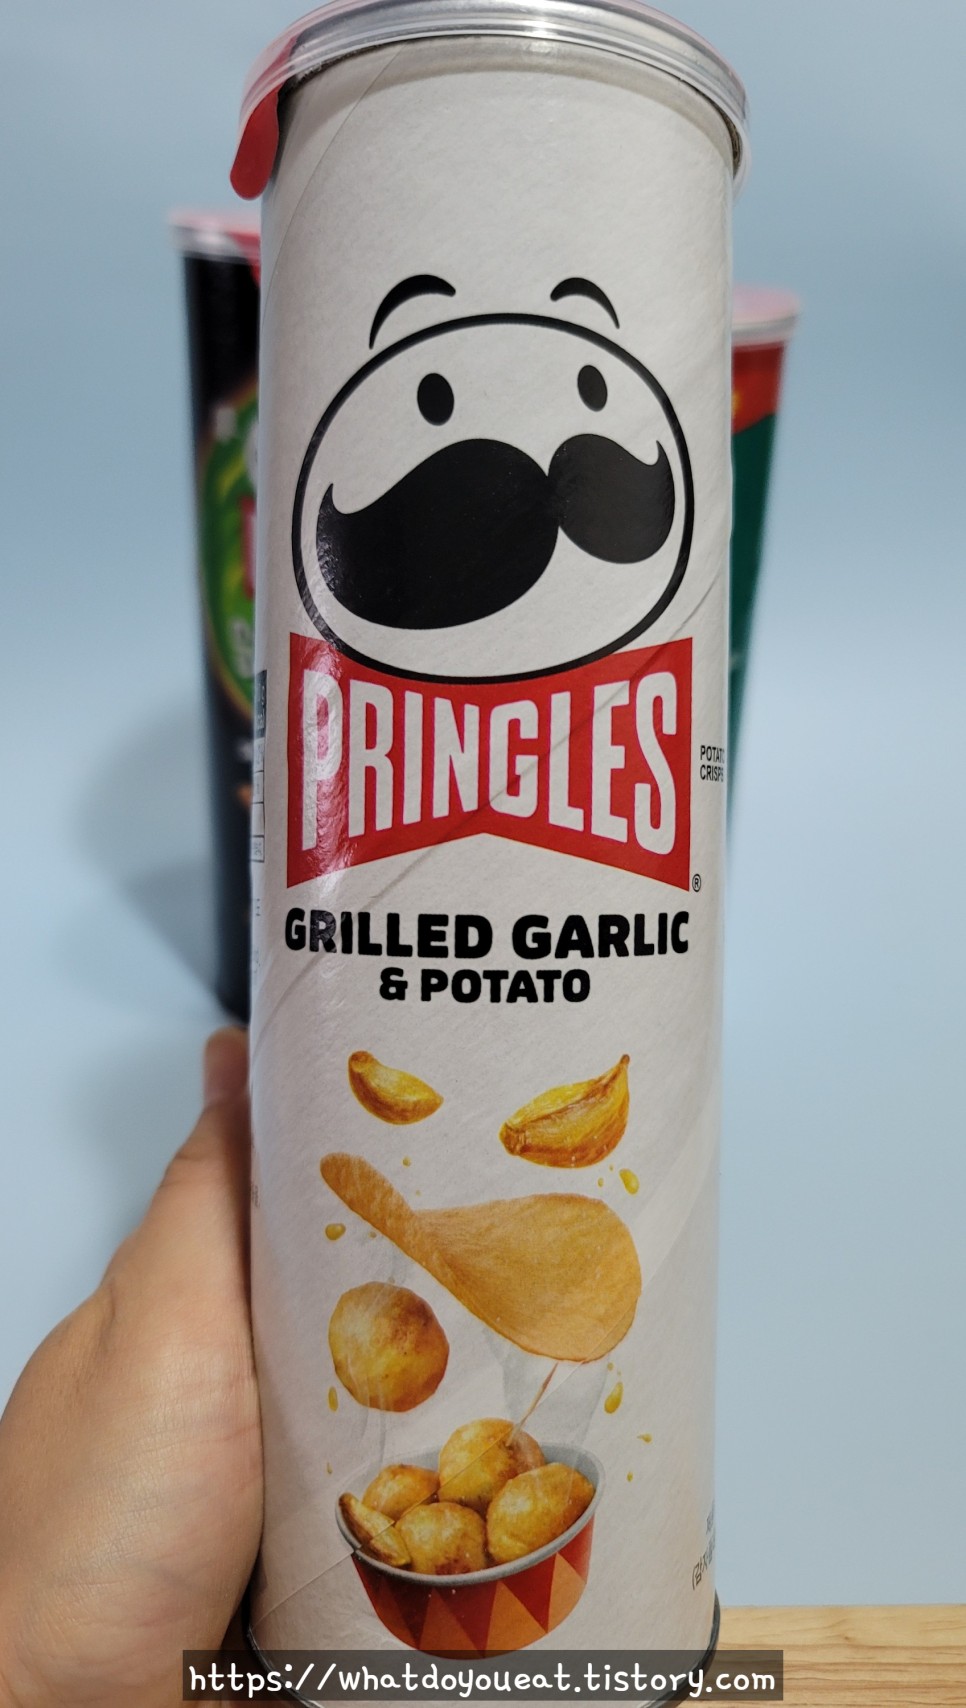 PRINGLES
®
POTATO
CRISPS
GRILLED GARLIC
& POTATO
https://whatdoyoueat.tistory.com